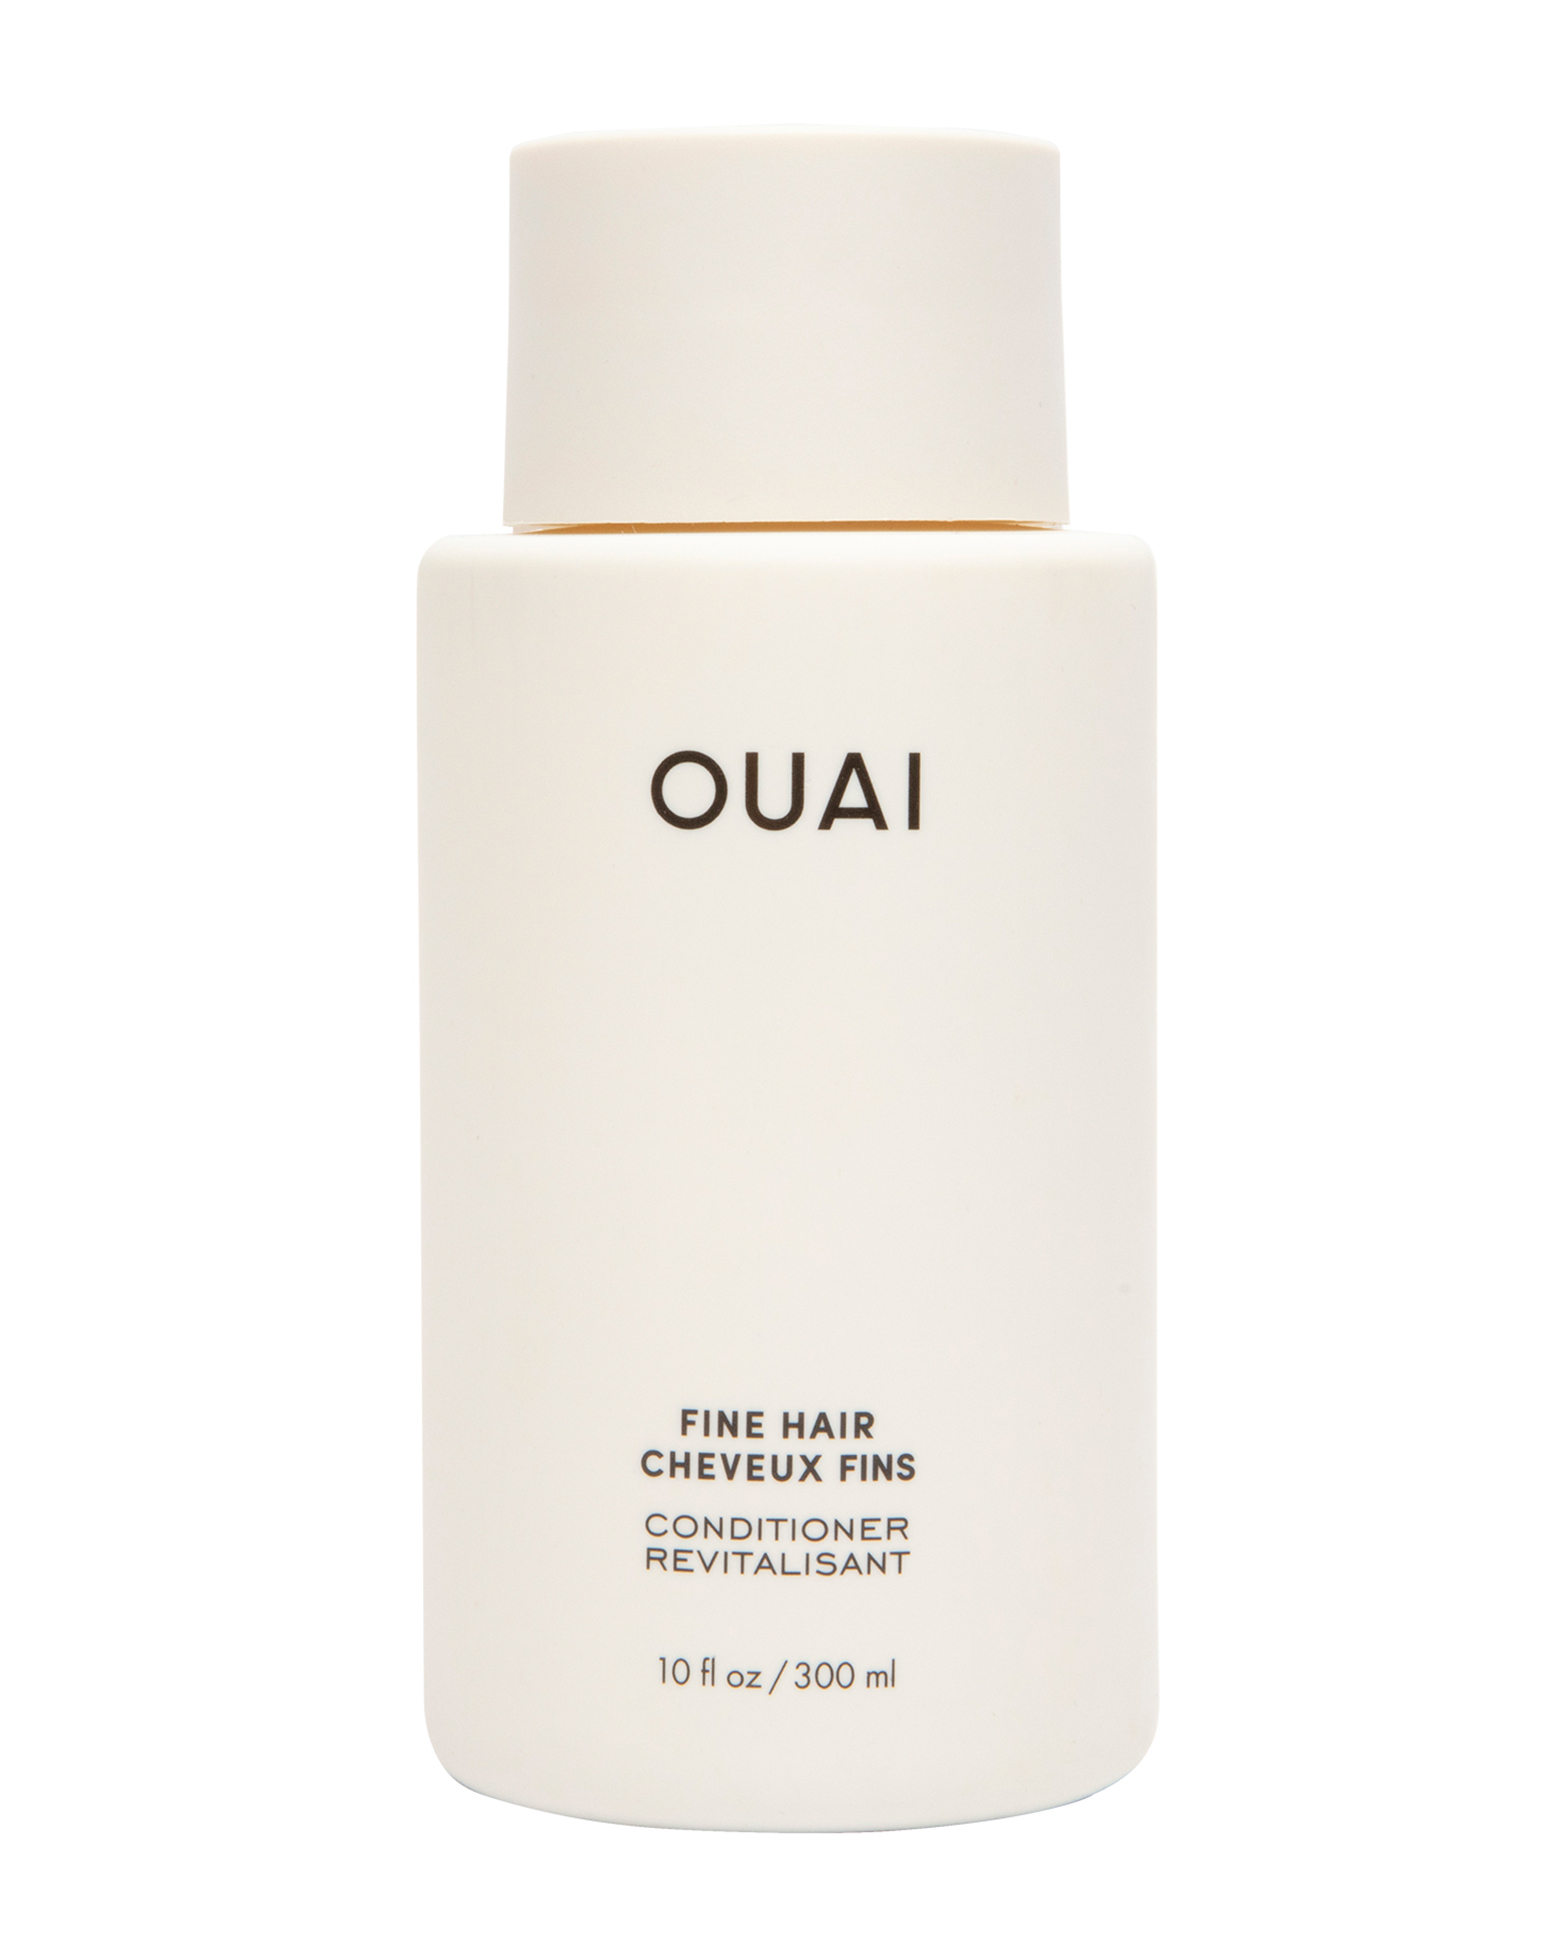 OUAI
FINE HAIR
CHEVEUX FINS
CONDITIONER
REVITALISANT
10 fl oz / 300 ml